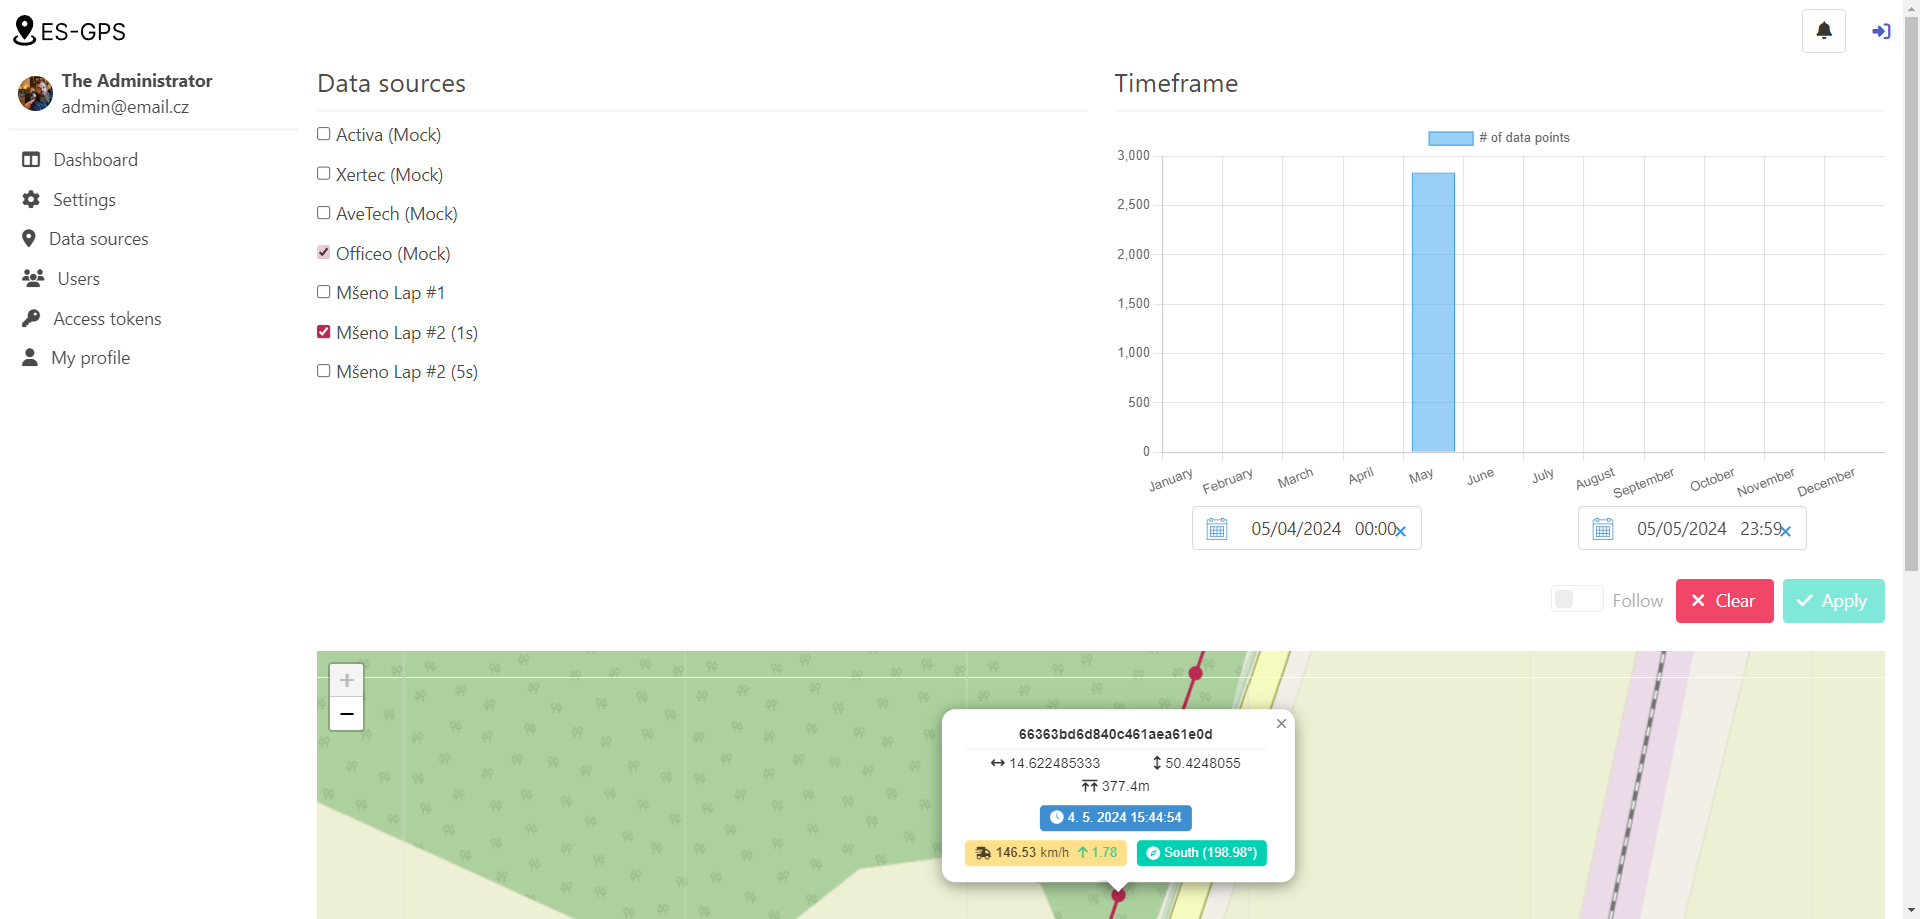 ES-GPS
The Administrator
admin@email.cz
Dashboard
Settings
Data sources
Users
Access tokens
My profile
Data sources
Activa (Mock)
Xertec (Mock)
AveTech (Mock)
Officeo (Mock)
Mšeno Lap #1
Mšeno Lap #2 (1s)
Mšeno Lap #2 (5s)
Timeframe
# of data points
3,000
2,500
2,000
1,500
1,000
500
0
January February March April May June July August September October November December
05/04/2024 00:00
05/05/2024 23:59
Follow
Clear
Apply
+
−
66363bd6d840c461aea61e0d
14.622485333 50.4248055
377.4m
4. 5. 2024 15:44:54
146.53 km/h 1.78 South (198.98°)